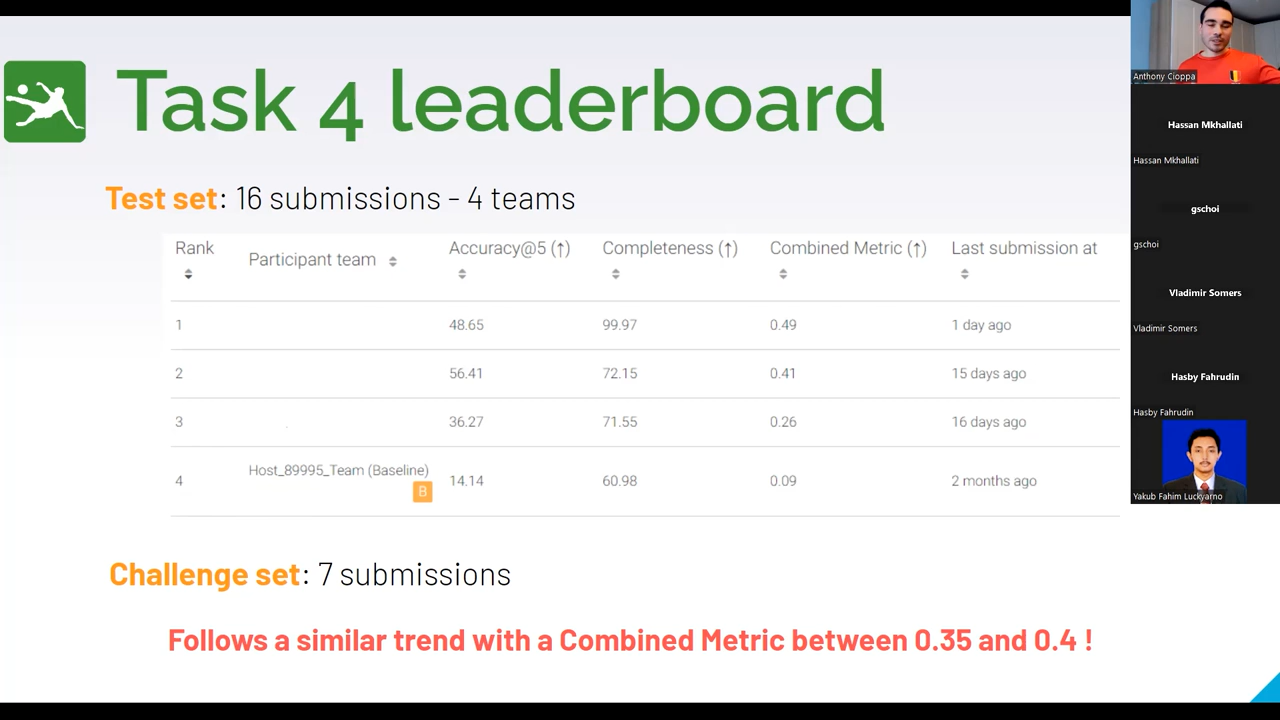 Task 4 leaderboard
Test set: 16 submissions - 4 teams
Rank Participant team Accuracy@5 (↑) Completeness (↑) Combined Metric (↑) Last submission at
1 48.65 99.97 0.49 1 day ago
2 56.41 72.15 0.41 15 days ago
3 36.27 71.55 0.26 16 days ago
4 Host_89995_Team (Baseline) B 14.14 60.98 0.09 2 months ago
Challenge set: 7 submissions
Follows a similar trend with a Combined Metric between 0.35 and 0.4 !
Anthony Cioppa
Hassan Mkhallati
Hassan Mkhallati
gschoi
gschoi
Vladimir Somers
Vladimir Somers
Hasby Fahrudin
Hasby Fahrudin
Yakub Fahim Luckyarno